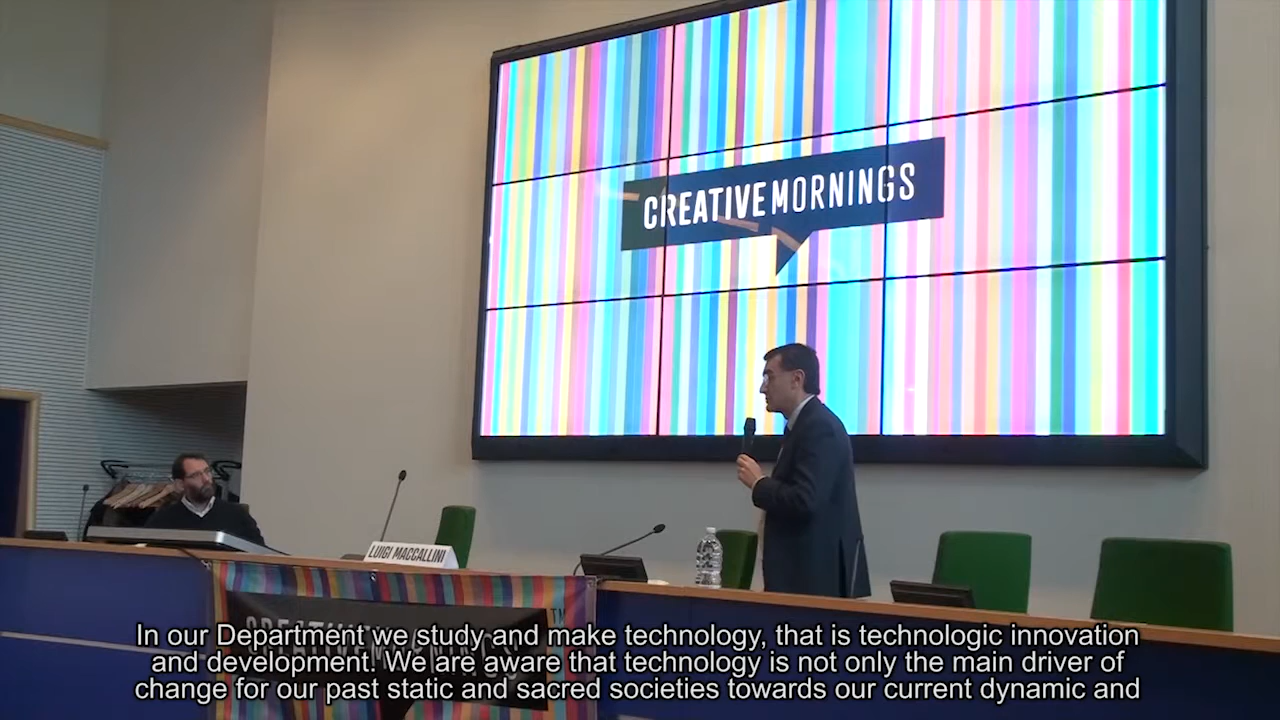 CREATIVEMORNINGS
LUIGI MACCALLINI
TM
CREATIVE
MORNINGS
In our Department we study and make technology, that is technologic innovation
and development. We are aware that technology is not only the main driver of
change for our past static and sacred societies towards our current dynamic and